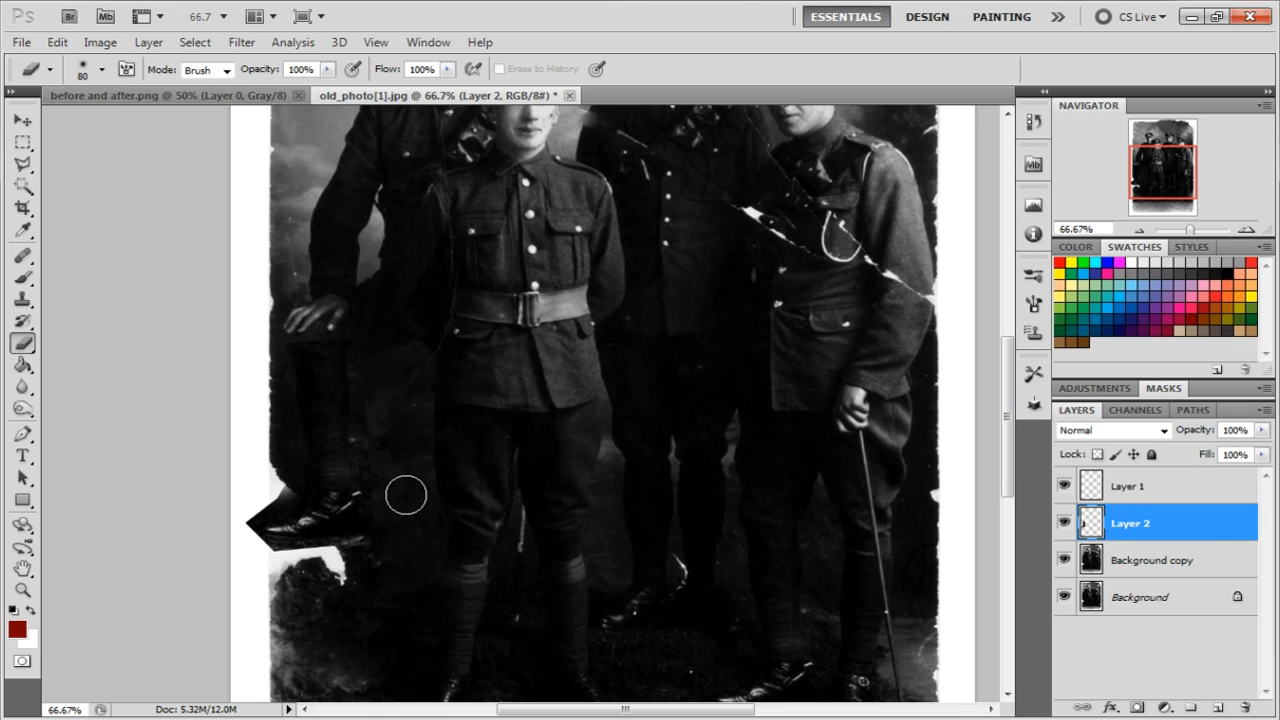 Ps Br Mb 66.7 ESSENTIALS DESIGN PAINTING CS Live
File Edit Image Layer Select Filter Analysis 3D View Window Help
80 Mode: Brush Opacity: 100% Flow: 100% Erase to History
before and after.png @ 50% (Layer 0, Gray/8) old_photo[1].jpg @ 66.7% (Layer 2, RGB/8#) *
NAVIGATOR
Mb
66.67%
COLOR SWATCHES STYLES
ADJUSTMENTS MASKS
LAYERS CHANNELS PATHS
Normal Opacity: 100%
Lock: Fill: 100%
Layer 1
Layer 2
Background copy
Background
T
66.67% Doc: 5.32M/12.0M
fx